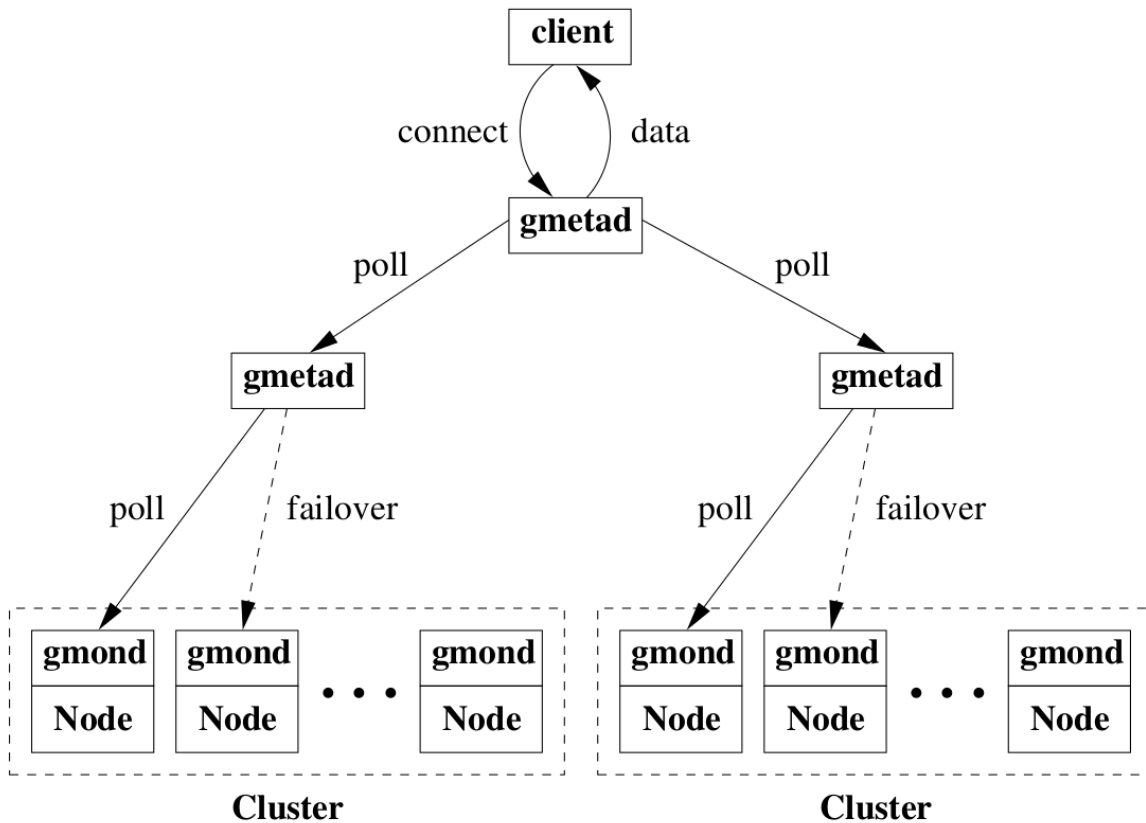 client
connect
data
gmetad
poll
poll
gmetad
gmetad
poll
failover
poll
failover
gmond
gmond
gmond
gmond
gmond
gmond
Node
Node
• • •
Node
Node
Node
• • •
Node
Cluster
Cluster